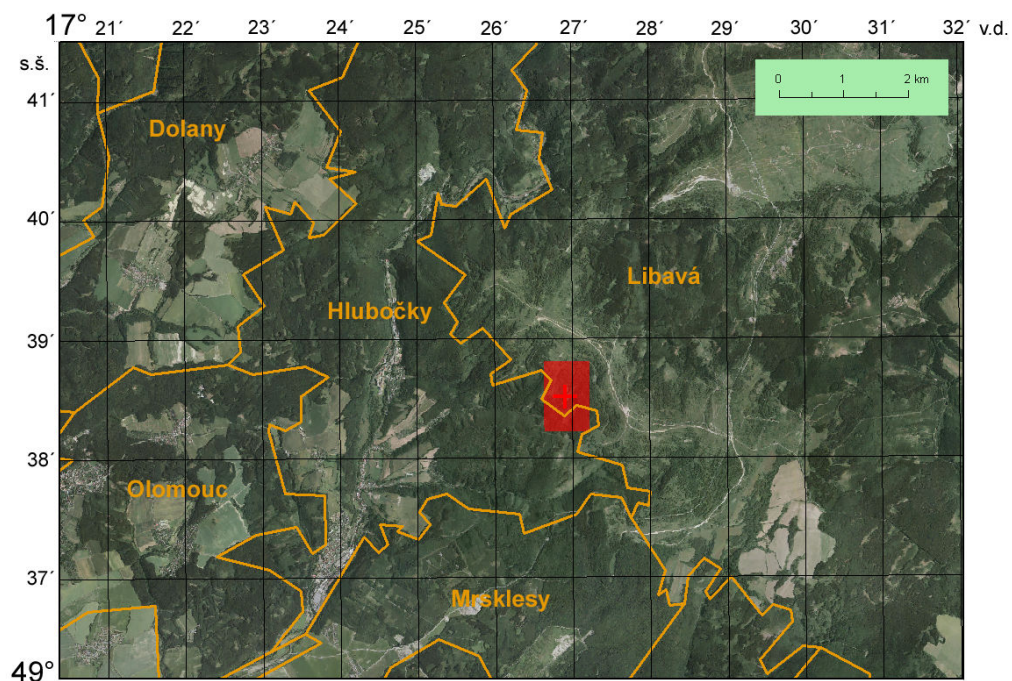 17° 21´ 22´ 23´ 24´ 25´ 26´ 27´ 28´ 29´ 30´ 31´ 32´ v.d.
s.š.
0 1 2 km
41´
Dolany
40´
Libavá
Hlubočky
39´
38´
Olomouc
37´
Mrsklesy
49°